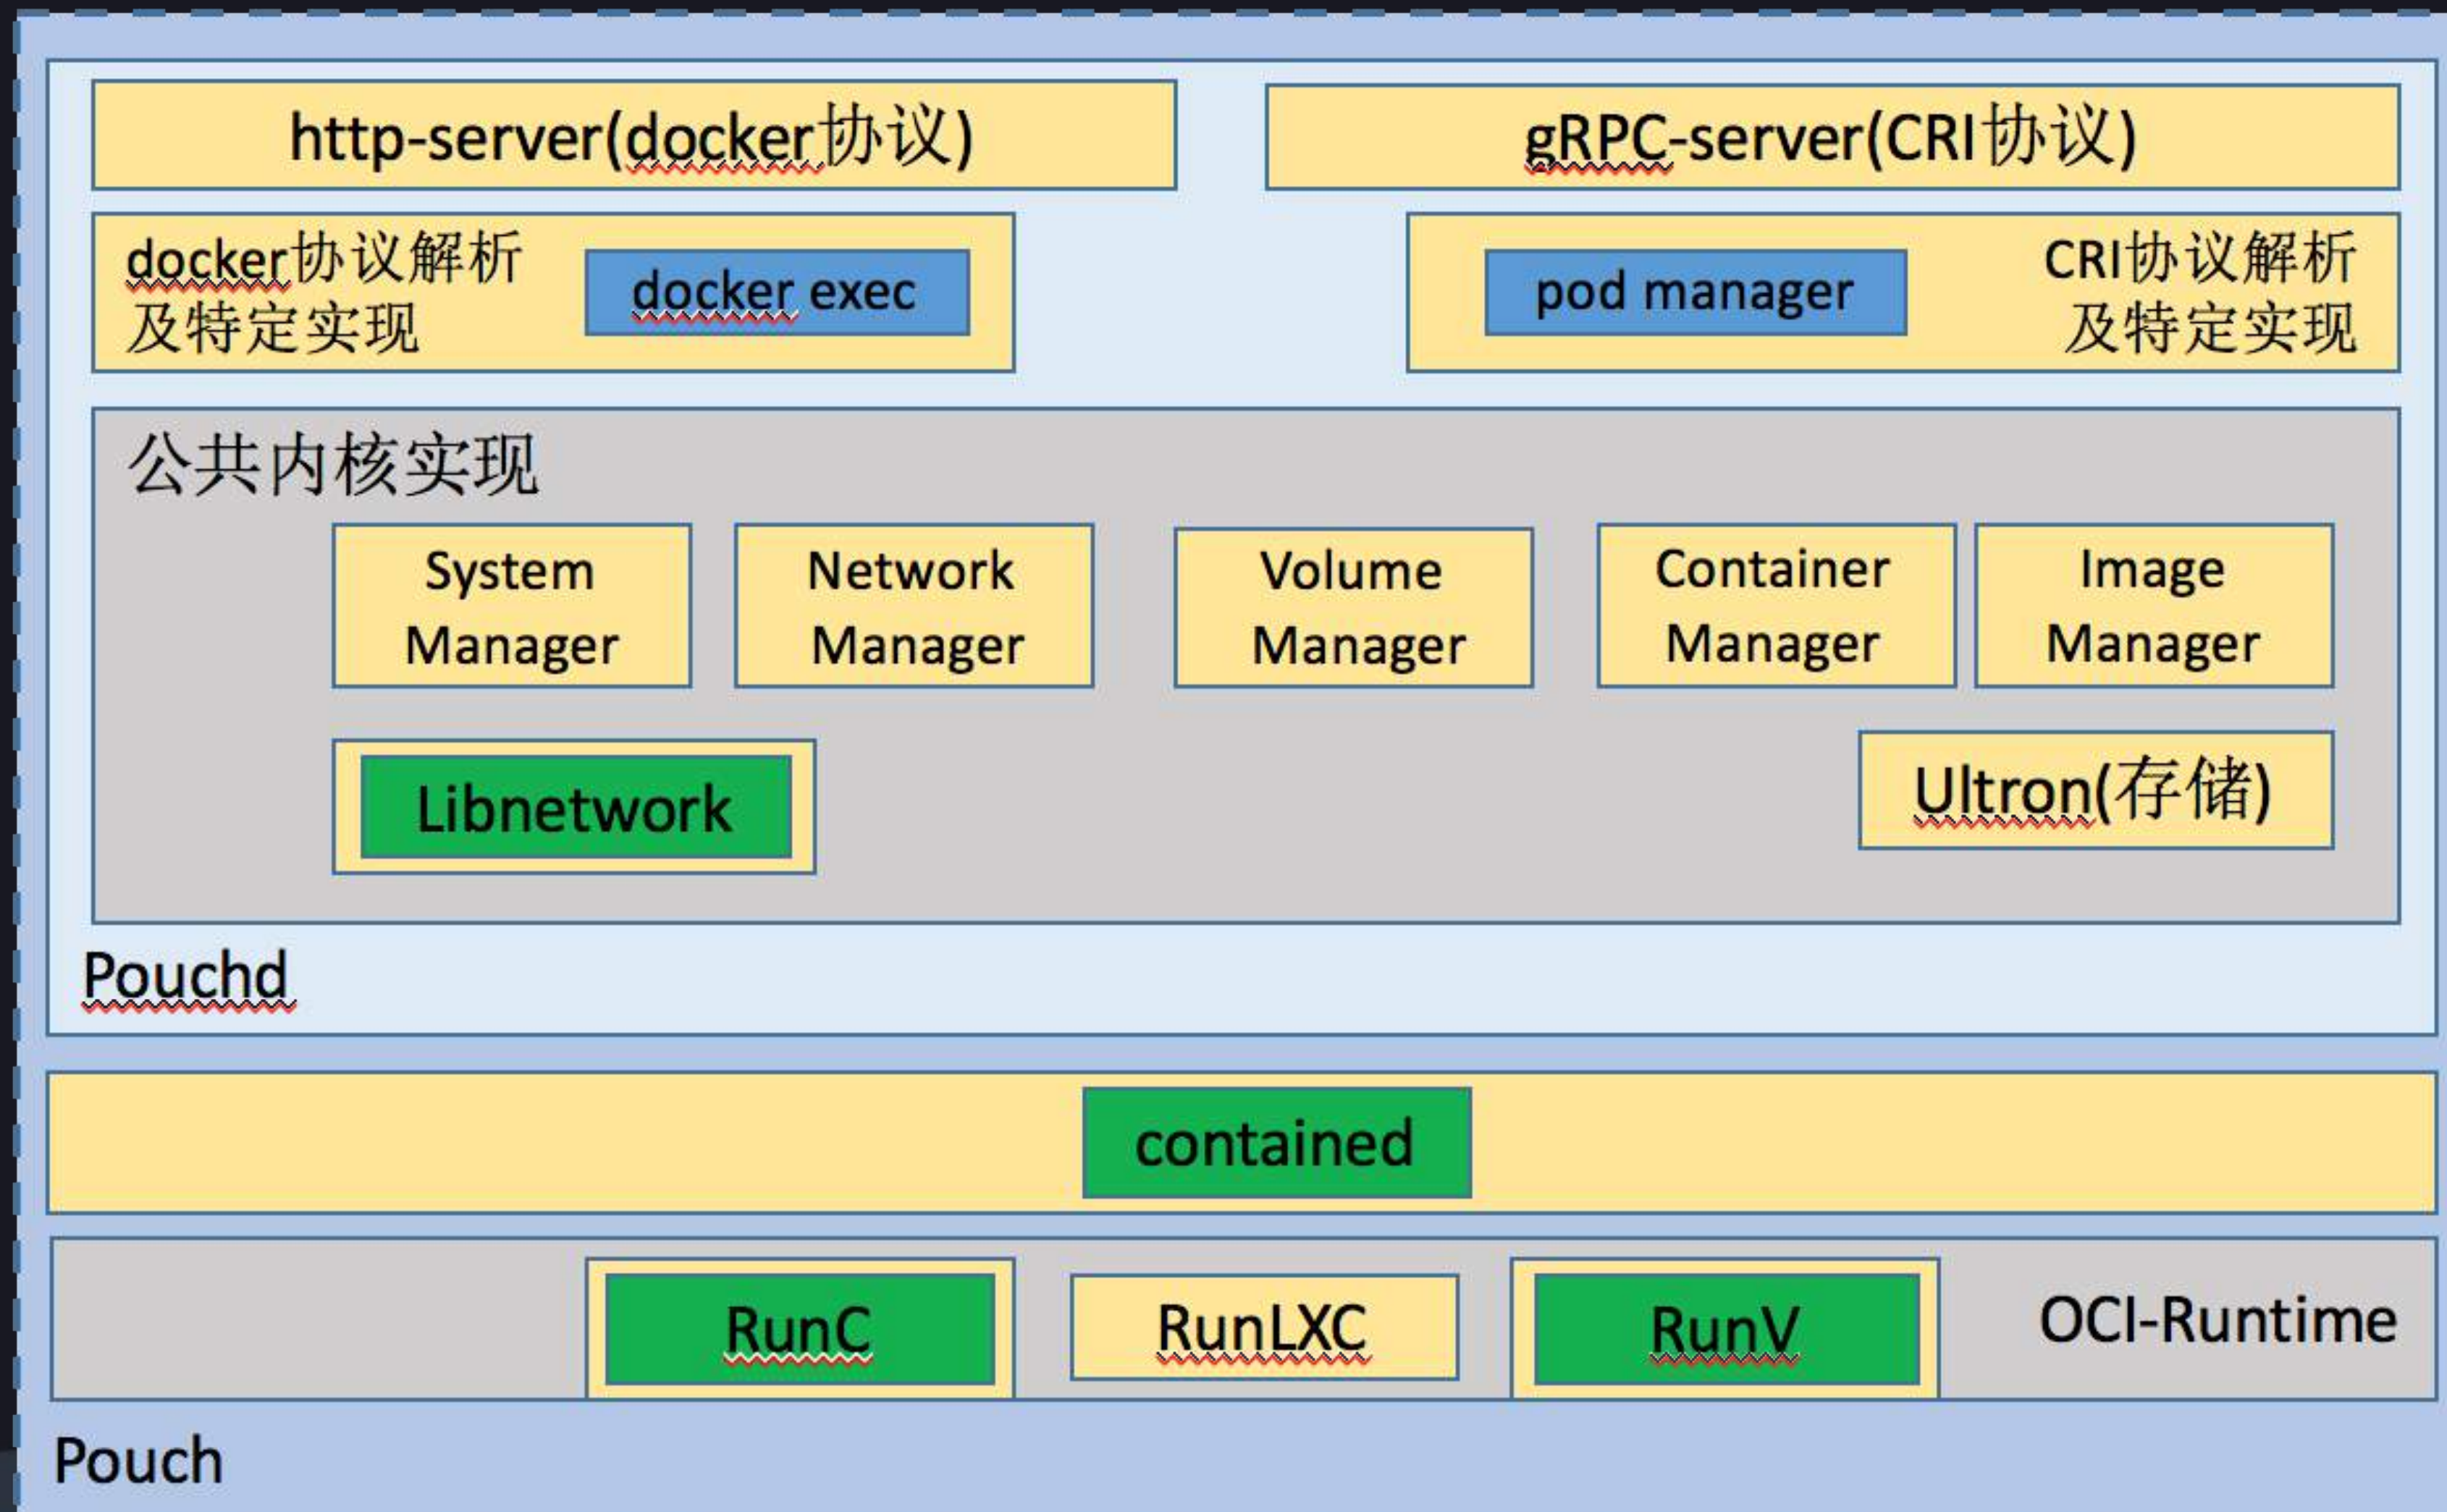 http-server(docker协议)
gRPC-server(CRI协议)
docker协议解析
及特定实现
docker exec
pod manager
CRI协议解析
及特定实现
公共内核实现
System
Manager
Network
Manager
Volume
Manager
Container
Manager
Image
Manager
Libnetwork
Ultron(存储)
Pouchd
contained
RunC
RunLXC
RunV
OCI-Runtime
Pouch